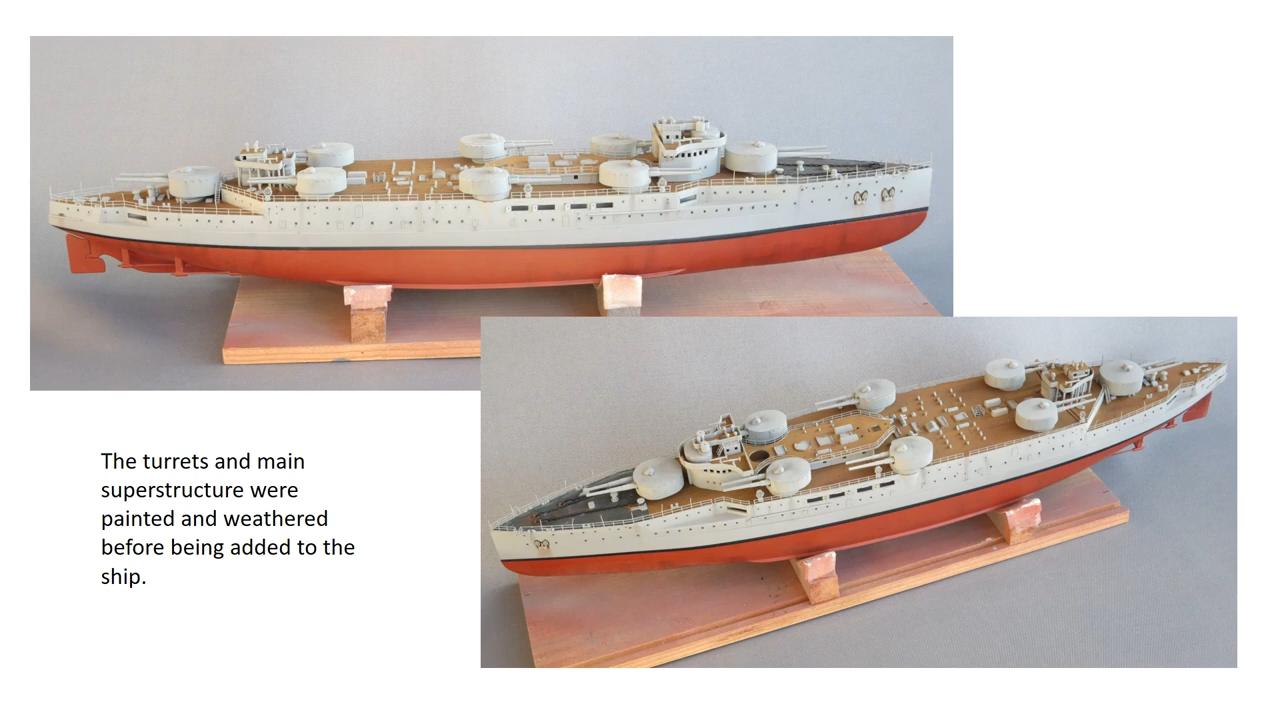 The turrets and main
superstructure were
painted and weathered
before being added to the
ship.